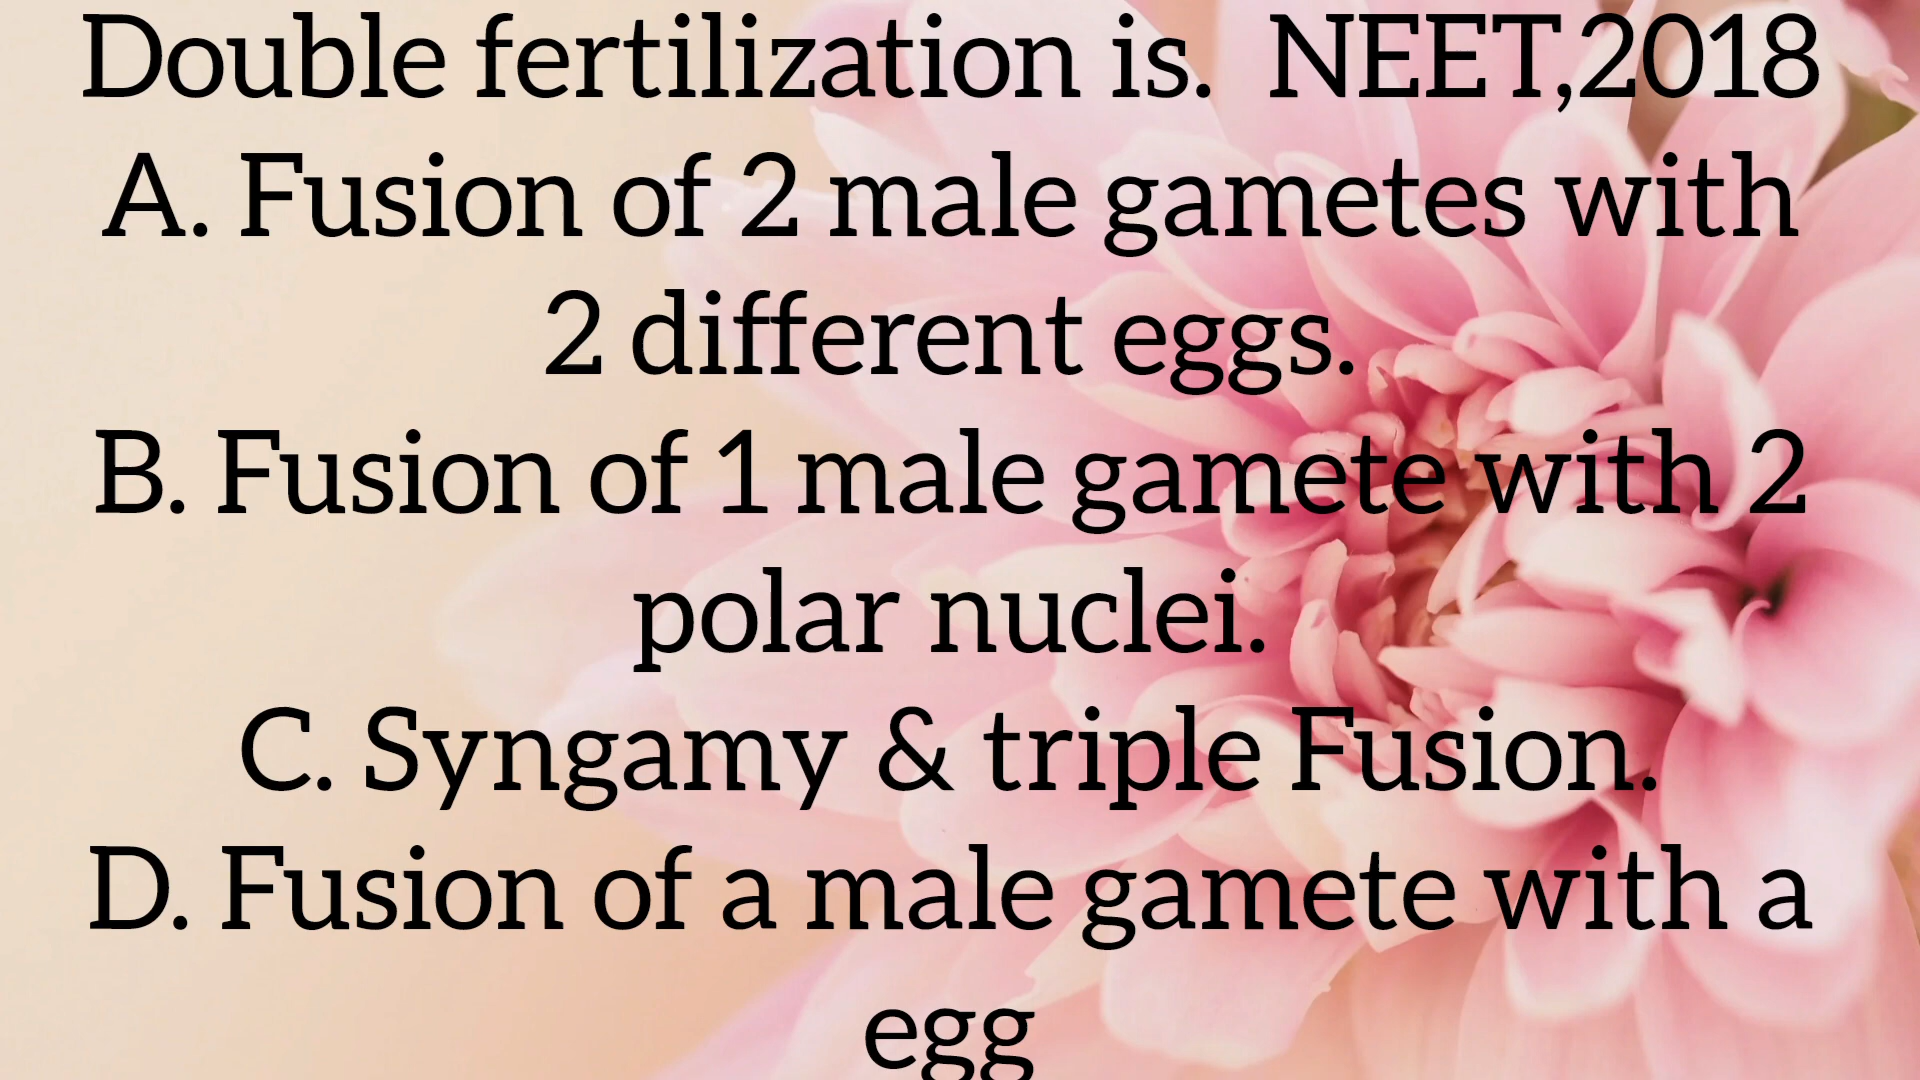 Double fertilization is.  NEET,2018
A. Fusion of 2 male gametes with
2 different eggs.
B. Fusion of 1 male gamete with 2
polar nuclei.
C. Syngamy & triple Fusion.
D. Fusion of a male gamete with a
egg